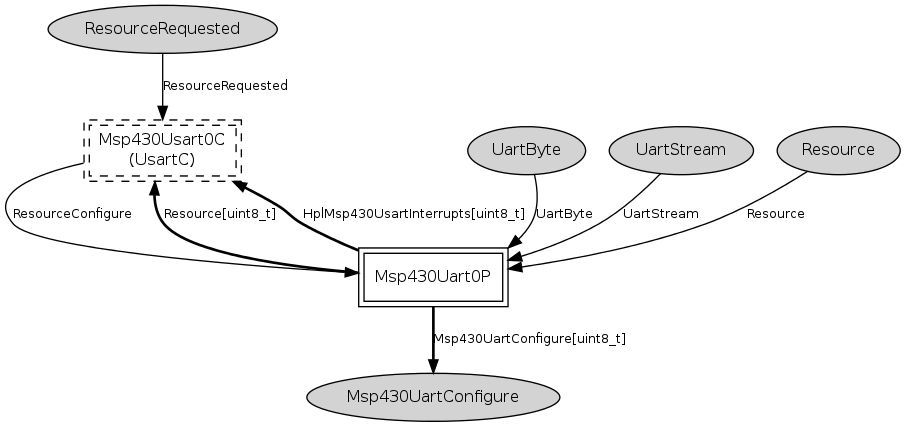 ResourceRequested
ResourceRequested
Msp430Usart0C
(UsartC)
UartByte
UartStream
Resource
ResourceConfigure
Resource[uint8_t]
HplMsp430UsartInterrupts[uint8_t]
UartByte
UartStream
Resource
Msp430Uart0P
Msp430UartConfigure[uint8_t]
Msp430UartConfigure